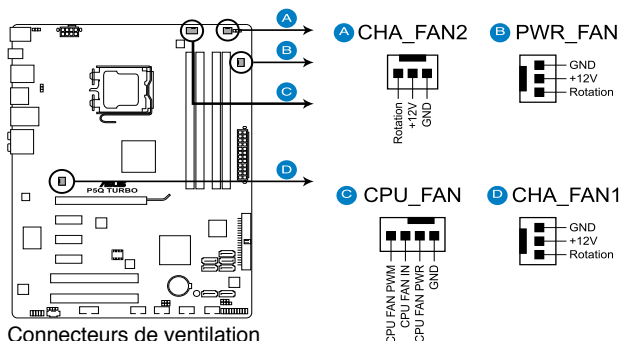 A
B
C
D
ASUS
P5Q TURBO
A CHA_FAN2
Rotation
+12V
GND
B PWR_FAN
GND
+12V
Rotation
C CPU_FAN
CPU FAN PWM
CPU FAN IN
CPU FAN PWR
GND
D CHA_FAN1
GND
+12V
Rotation
Connecteurs de ventilation